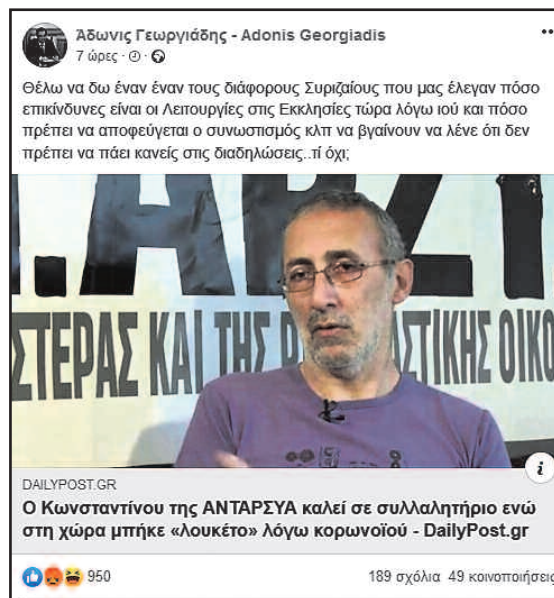 Άδωνις Γεωργιάδης - Adonis Georgiadis
7 ώρες ·
Θέλω να δω έναν έναν τους διάφορους Συριζαίους που μας έλεγαν πόσο
επικίνδυνες είναι οι Λειτουργίες στις Εκκλησίες τώρα λόγω ιού και πόσο
πρέπει να αποφεύγεται ο συνωστισμός κλπ να βγαίνουν να λένε ότι δεν
πρέπει να πάει κανείς στις διαδηλώσεις..τί όχι;
.ΑΡΣΥ
ΣΤΕΡΑΣ ΚΑΙ ΤΗΣ ΣΤΙΚΗΣ ΟΙΚΟ
DAILYPOST.GR
Ο Κωνσταντίνου της ΑΝΤΑΡΣΥΑ καλεί σε συλλαλητήριο ενώ
στη χώρα μπήκε «λουκέτο» λόγω κορωνοϊού - DailyPost.gr
950 189 σχόλια 49 κοινοποιήσεις